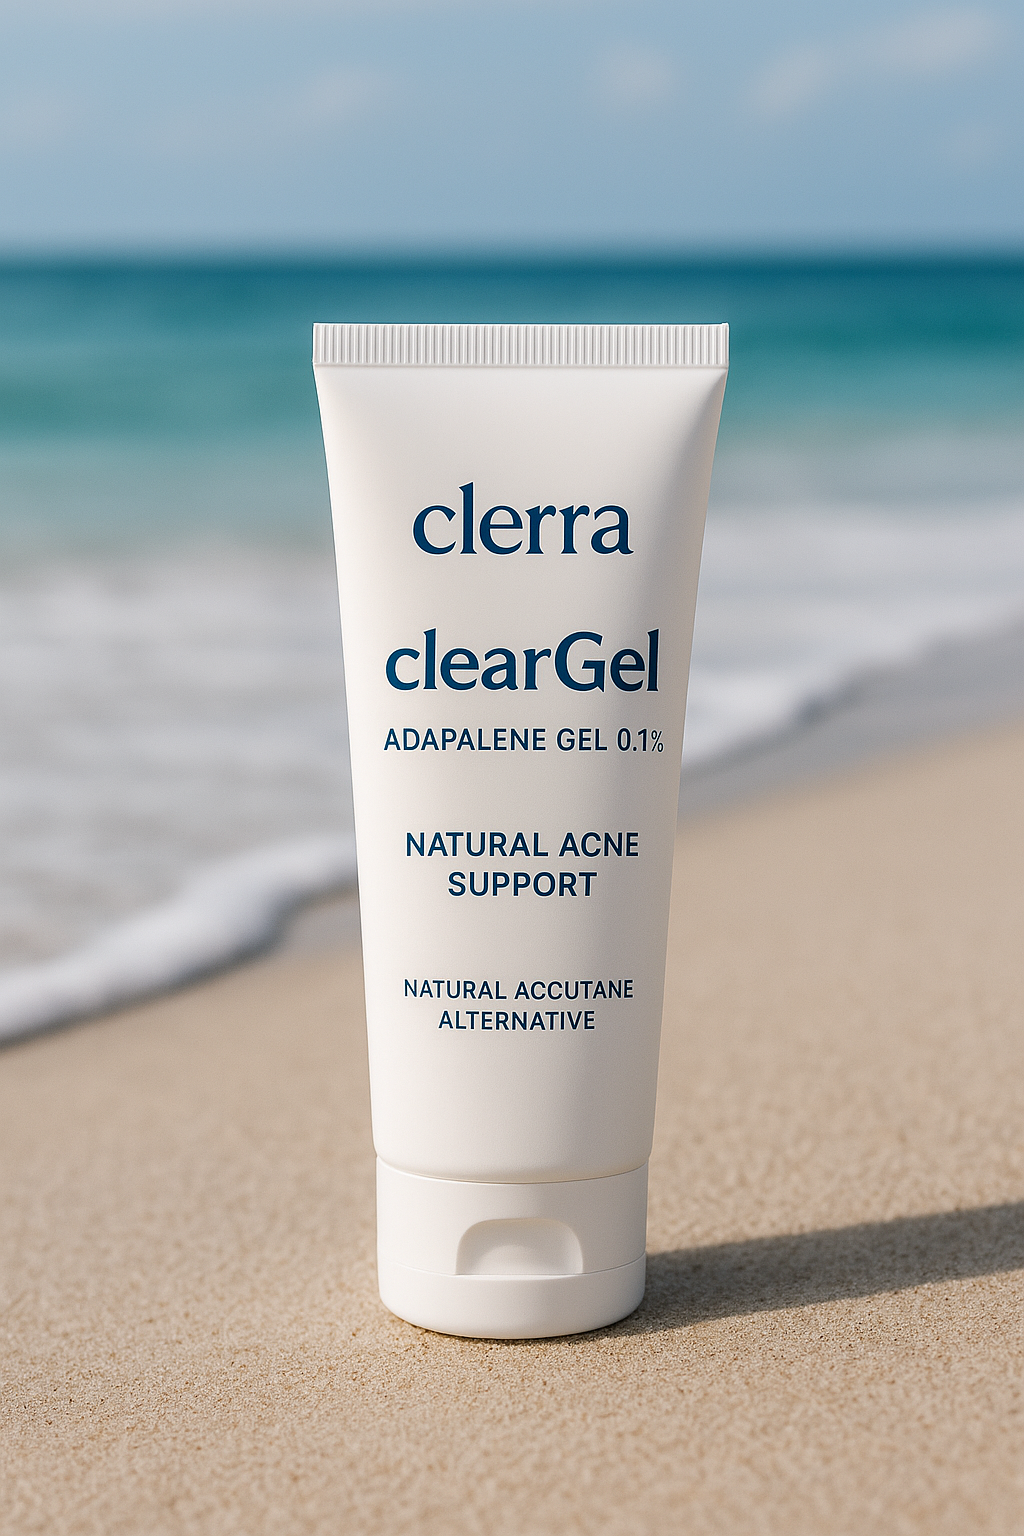 clerra
clearGel
ADAPALENE GEL 0.1%
NATURAL ACNE
SUPPORT
NATURAL ACCUTANE
ALTERNATIVE